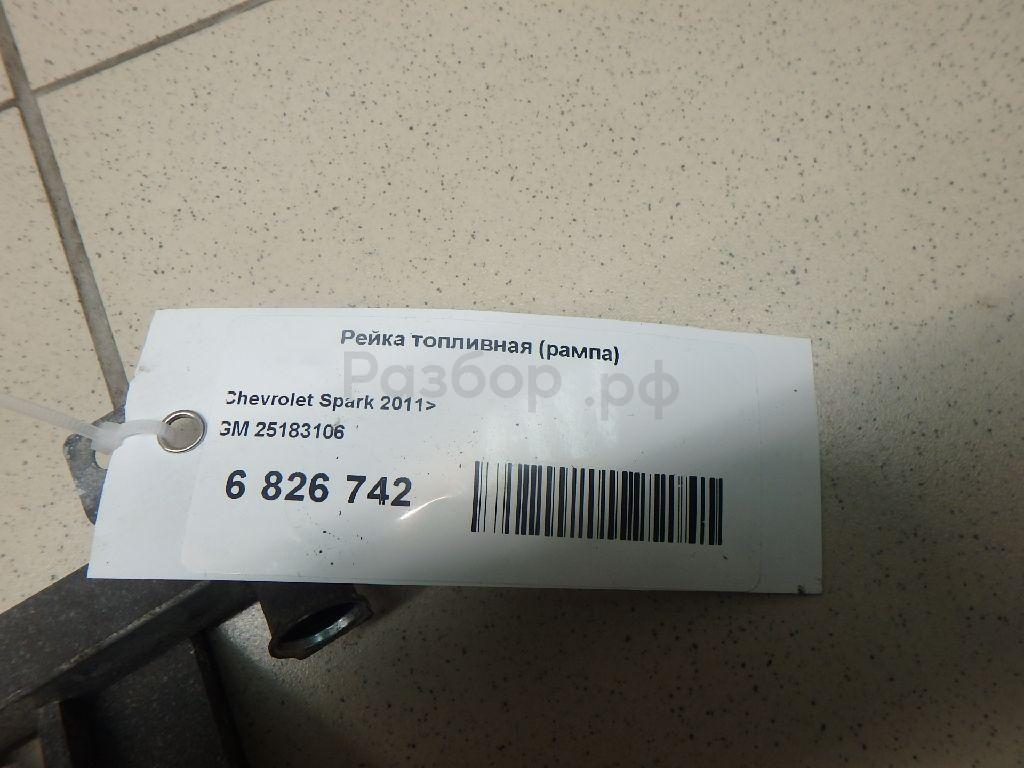 Рейка топливная (рампа)
Разбор.рф
Chevrolet Spark 2011>
GM 25183106
6 826 742